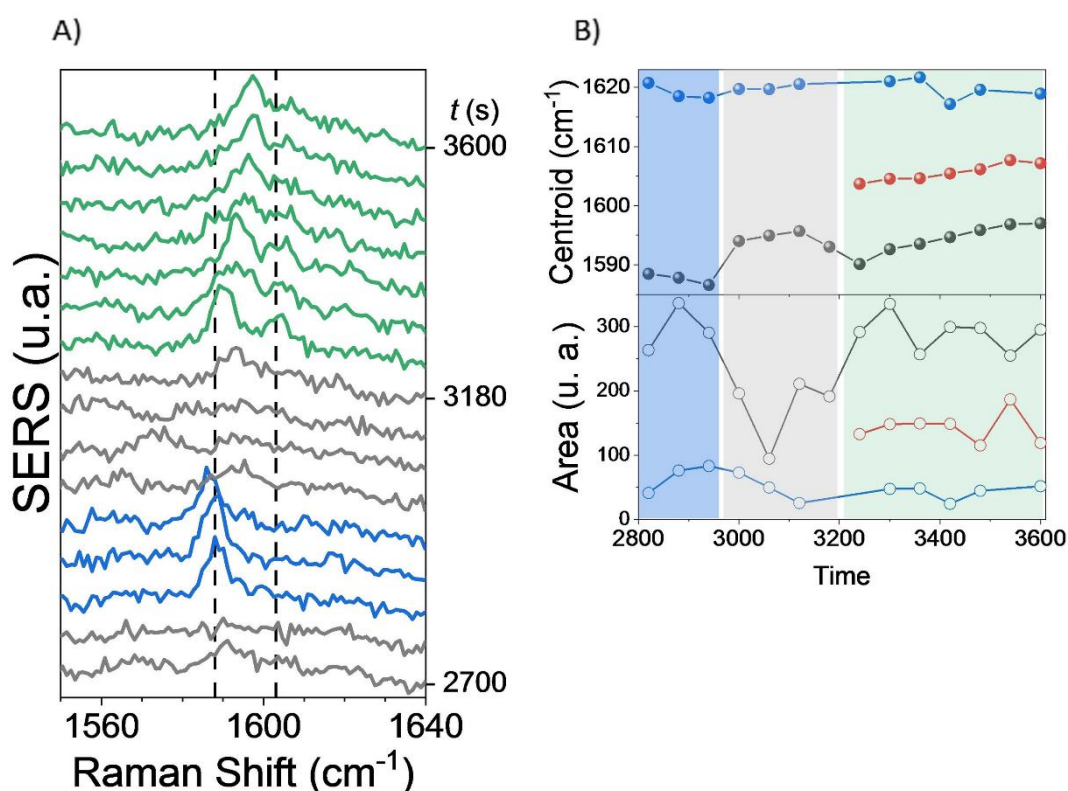 A)
t (s)
3600
3180
2700
SERS (u.a.)
1560 1600 1640
Raman Shift (cm⁻¹)
B)
Centroid (cm⁻¹)
1620
1610
1600
1590
Area (u. a.)
300
200
1580
100
0
2800 3000 3200 3400 3600
Time